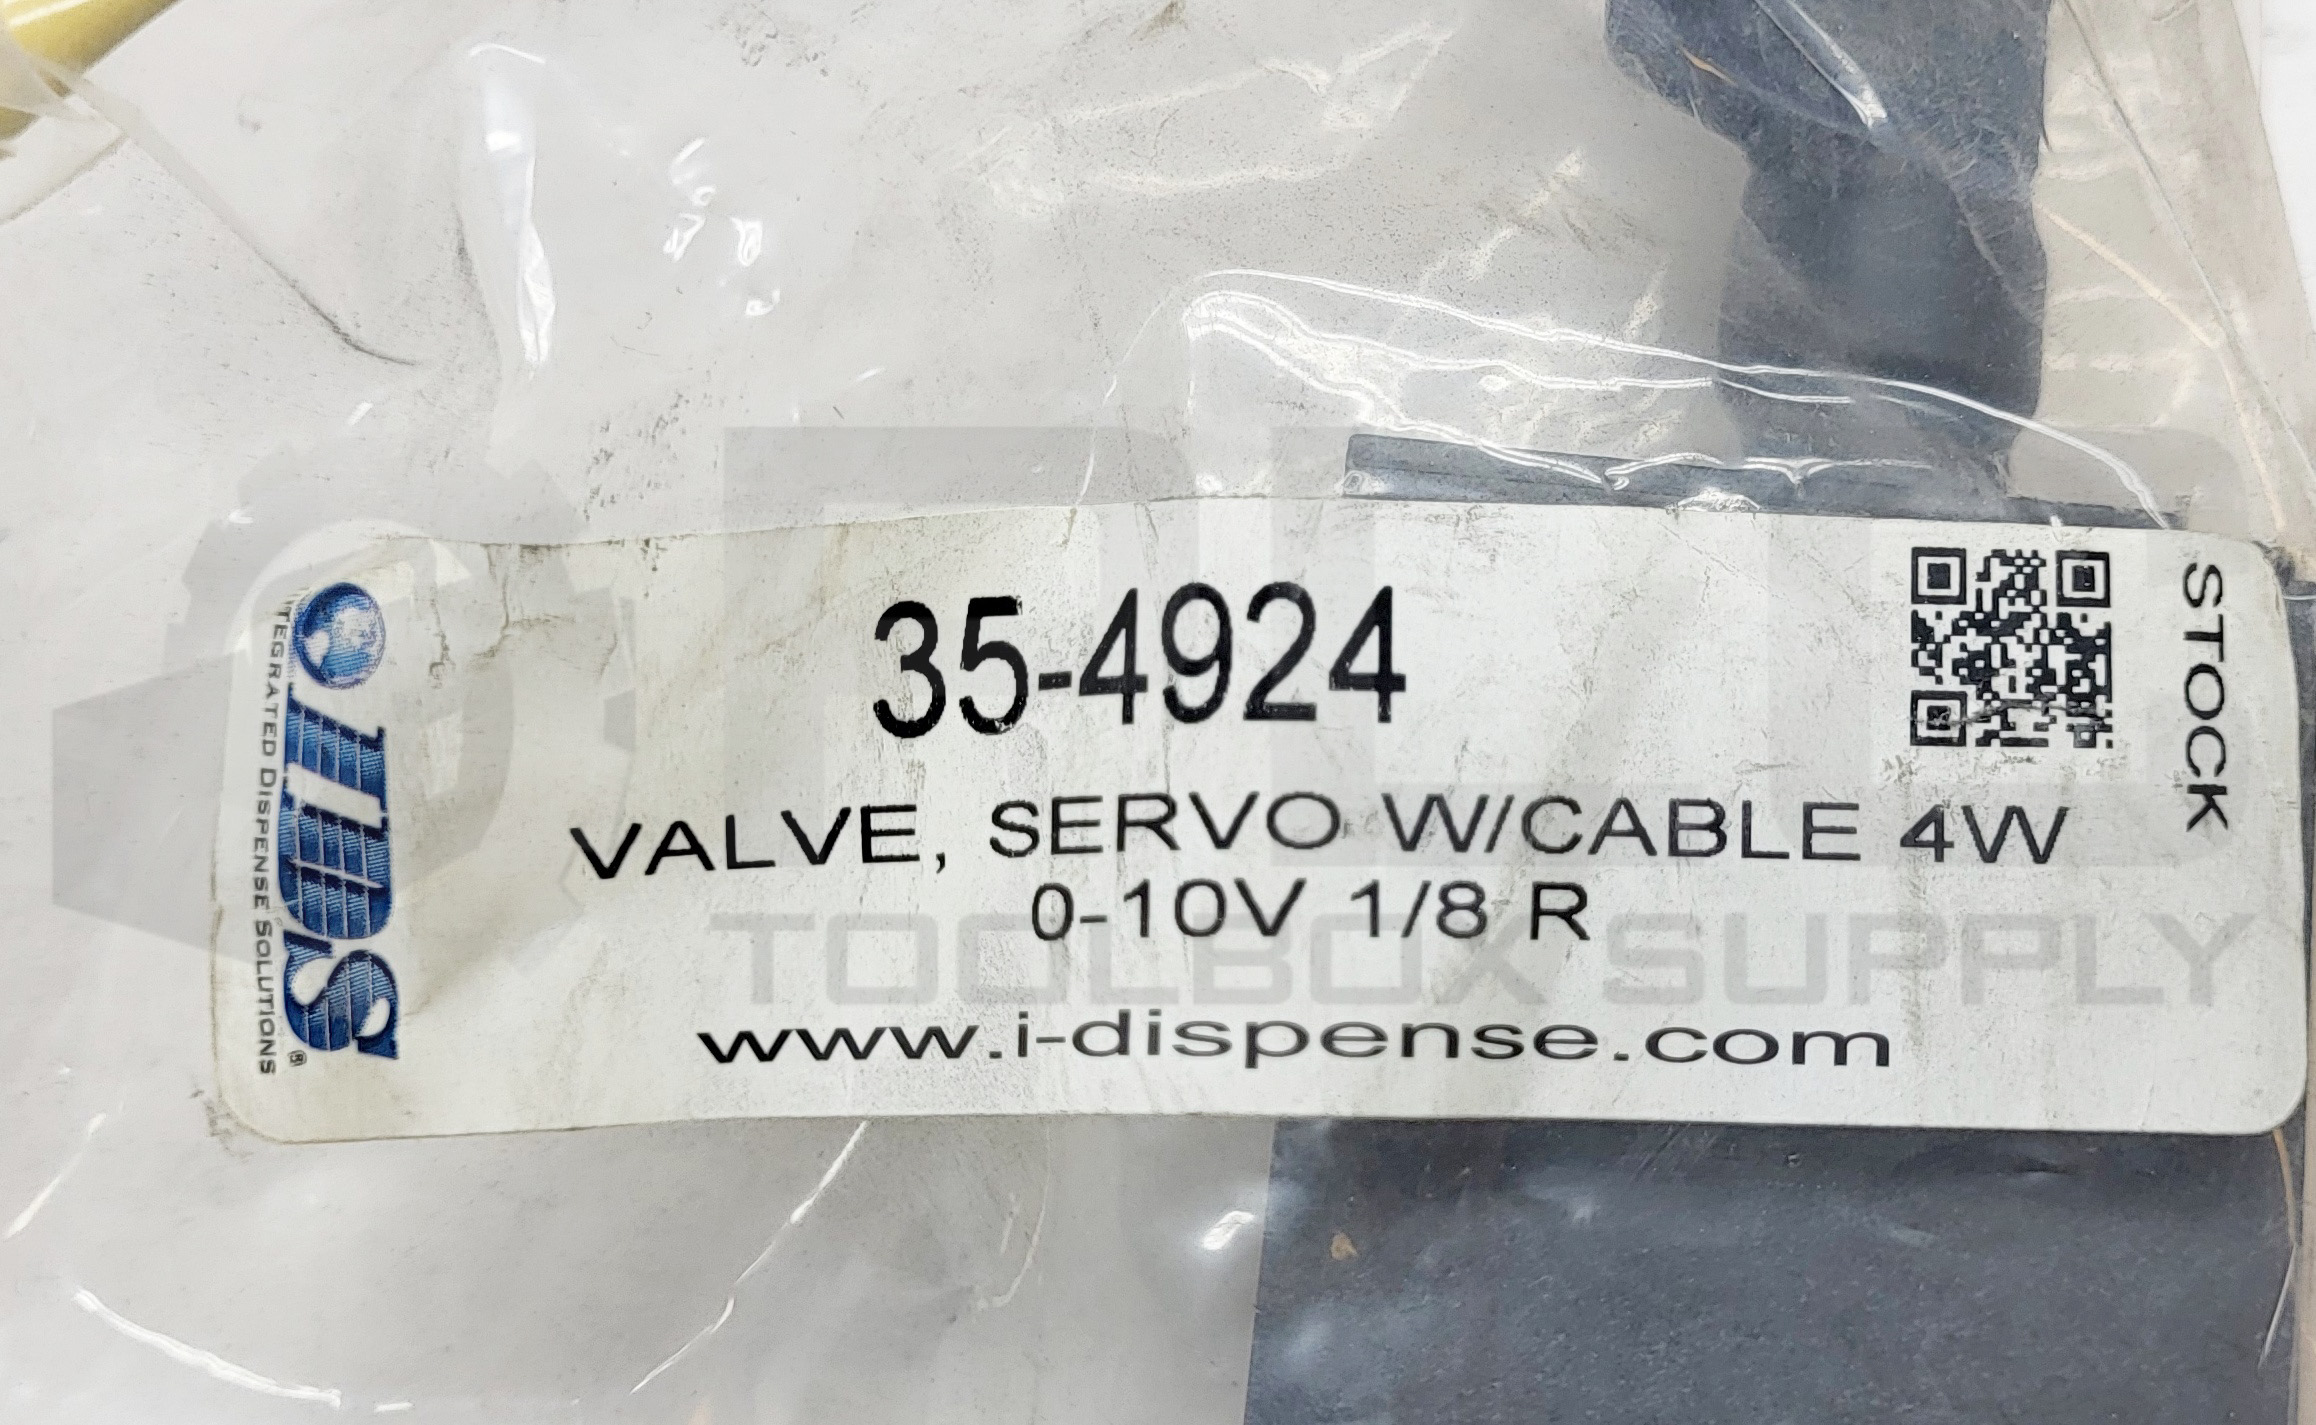 35-4924
VALVE, SERVO W/CABLE 4W
0-10V 1/8 R
www.i-dispense.com
STOCK
IDS®
INTEGRATED DISPENSE SOLUTIONS
TOOLBOX SUPPLY